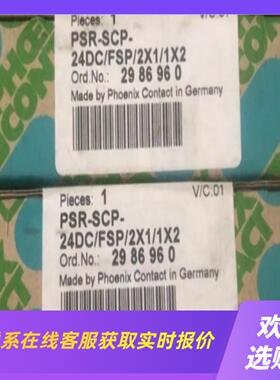 Pieces: 1
V/C.01
PSR-SCP-
24DC/FSP/2X1/1X2
Ord.No.: 29 86 96 0
Made by Phoenix Contact in Germany
Pieces: 1
V/C.01
PSR-SCP-
24DC/FSP/2X1/1X2
Ord.No.: 29 86 96 0
Made by Phoenix Contact in Germany
系在线客服获取实时报价
欢
选